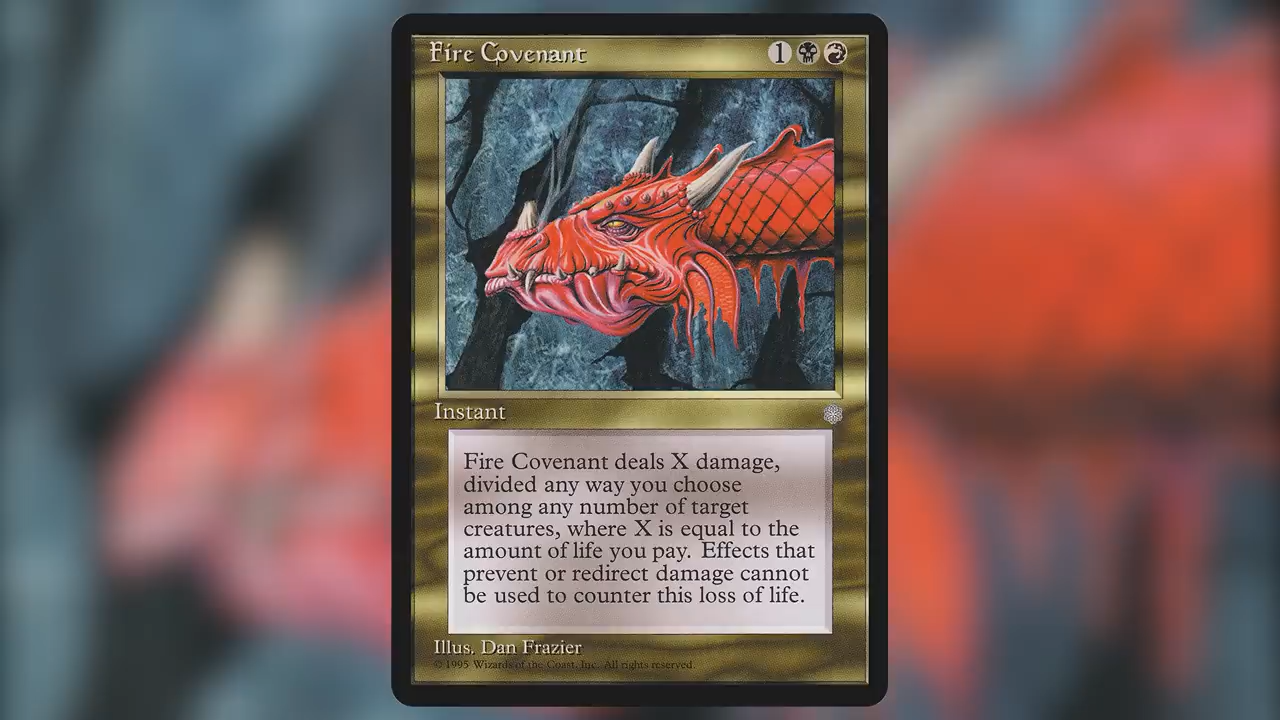 Fire Covenant 1
Instant
Fire Covenant deals X damage,
divided any way you choose
among any number of target
creatures, where X is equal to the
amount of life you pay. Effects that
prevent or redirect damage cannot
be used to counter this loss of life.
Illus. Dan Frazier
© 1995 Wizards of the Coast, Inc. All rights reserved.